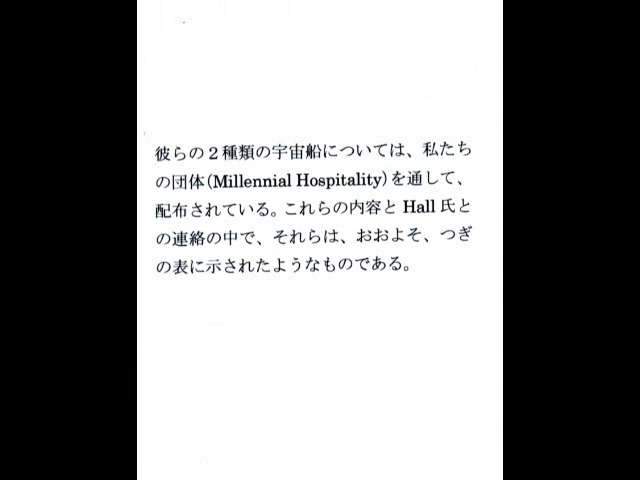 彼らの２種類の宇宙船については、私たち
の団体(Millennial Hospitality)を通して、
配布されている。これらの内容と Hall 氏と
の連絡の中で、それらは、おおよそ、つぎ
の表に示されたようなものである。